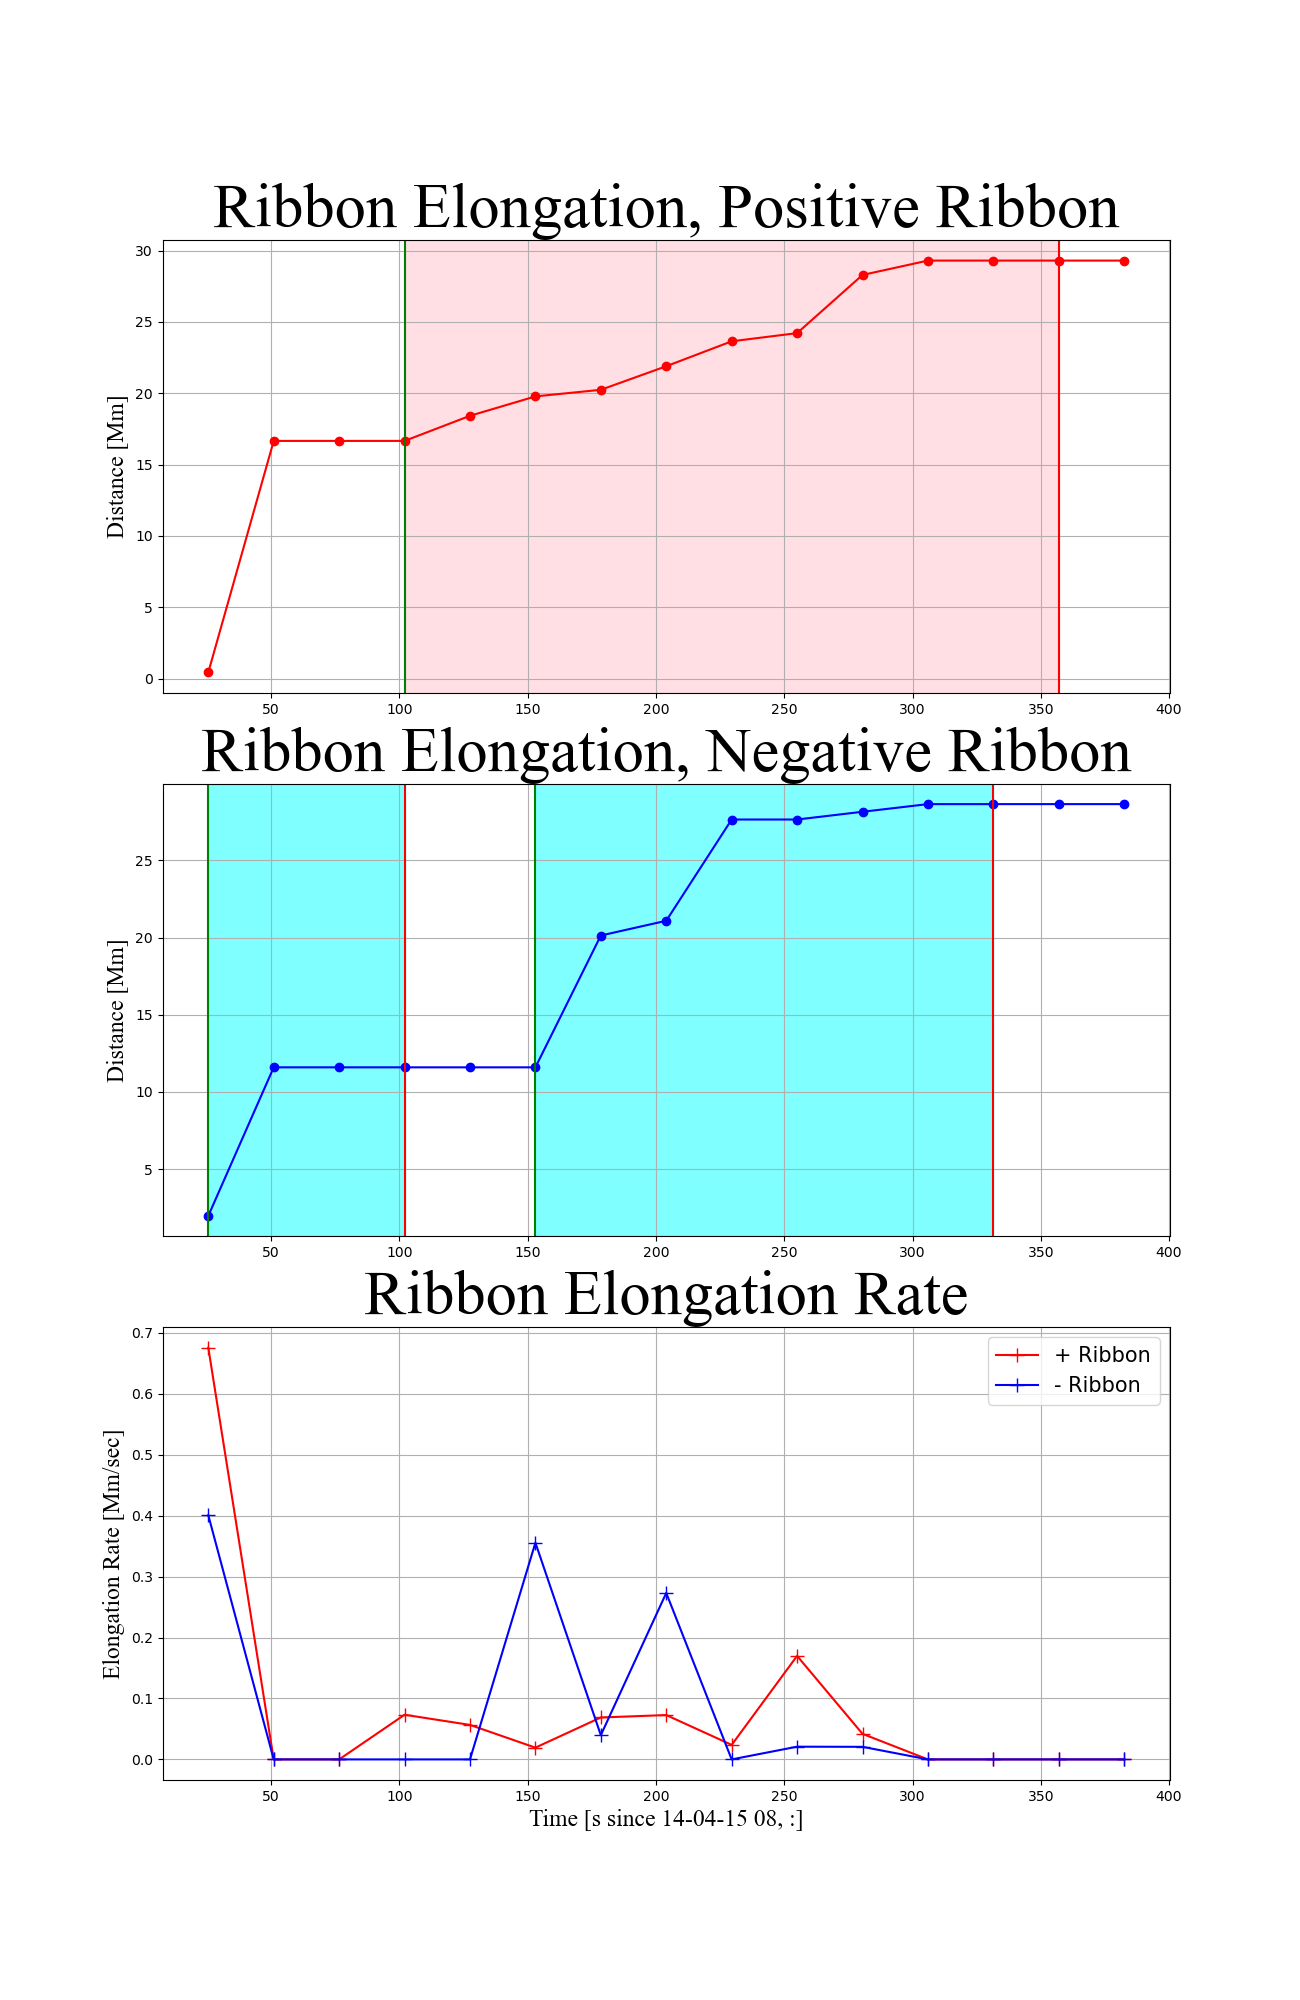 Ribbon Elongation, Positive Ribbon
30
25
20
15
10
5
0
Distance [Mm]
50 100 150 200 250 300 350 400
Ribbon Elongation, Negative Ribbon
25
20
15
10
5
Distance [Mm]
50 100 150 200 250 300 350 400
Ribbon Elongation Rate
0.7
0.6
0.5
0.4
0.3
0.2
0.1
0.0
Elongation Rate [Mm/sec]
+ Ribbon
- Ribbon
50 100 150 200 250 300 350 400
Time [s since 14-04-15 08, :]